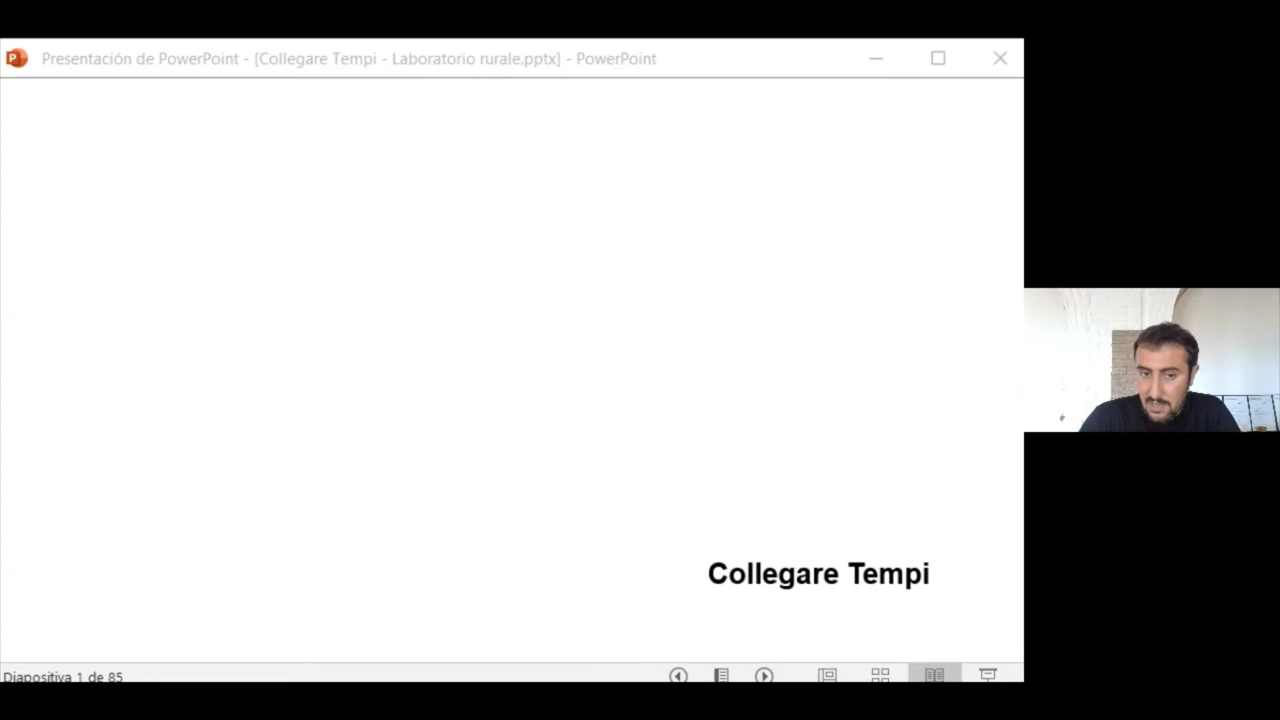 Presentación de PowerPoint - [Collegare Tempi - Laboratorio rurale.pptx] - PowerPoint
Collegare Tempi
Diapositiva 1 de 85